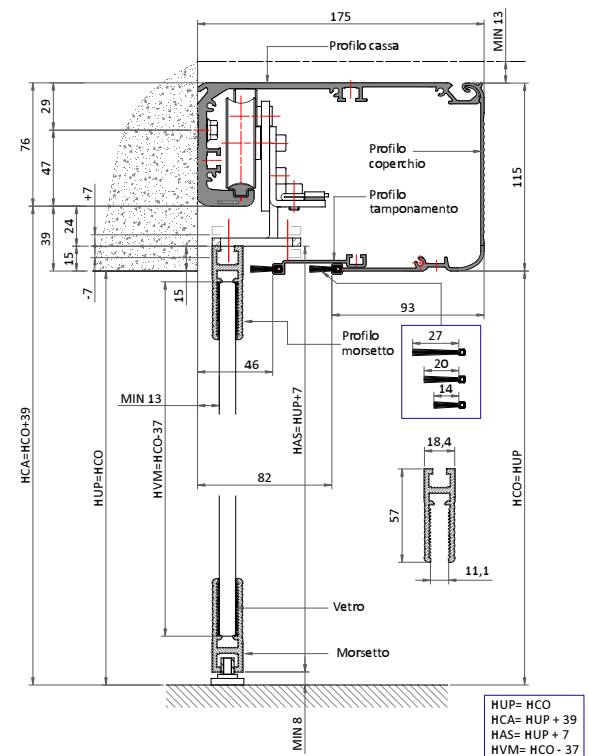 175
MIN 13
Profilo cassa
29
76
47
Profilo
coperchio
115
+7
Profilo
tamponamento
24
39
15
-7
15
93
27
Profilo
morsetto
46
20
14
MIN 13
HCA=HCO+39
HUP=HCO
HVM=HCO-37
HAS=HUP+7
HCO=HUP
18,4
82
57
11,1
Vetro
Morsetto
MIN 8
HUP= HCO
HCA= HUP + 39
HAS= HUP + 7
HVM= HCO - 37